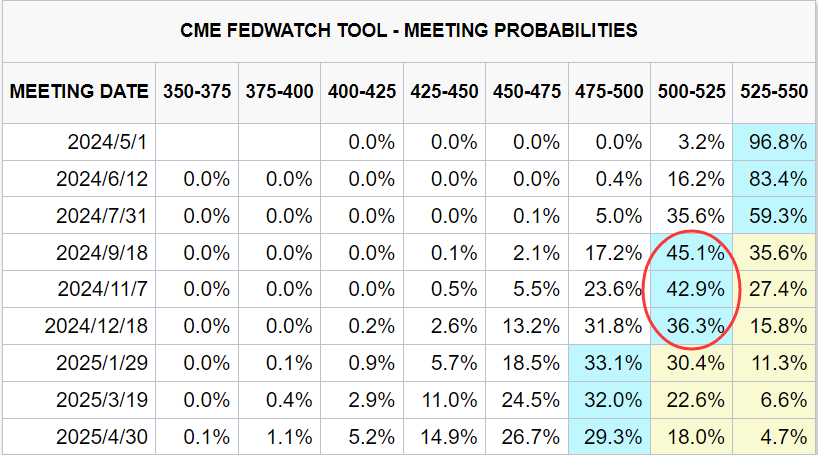 CME FEDWATCH TOOL - MEETING PROBABILITIES
MEETING DATE 350-375 375-400 400-425 425-450 450-475 475-500 500-525 525-550
2024/5/1 0.0% 0.0% 0.0% 0.0% 3.2% 96.8%
2024/6/12 0.0% 0.0% 0.0% 0.0% 0.0% 0.4% 16.2% 83.4%
2024/7/31 0.0% 0.0% 0.0% 0.0% 0.1% 5.0% 35.6% 59.3%
2024/9/18 0.0% 0.0% 0.0% 0.1% 2.1% 17.2% 45.1% 35.6%
2024/11/7 0.0% 0.0% 0.0% 0.5% 5.5% 23.6% 42.9% 27.4%
2024/12/18 0.0% 0.0% 0.2% 2.6% 13.2% 31.8% 36.3% 15.8%
2025/1/29 0.0% 0.1% 0.9% 5.7% 18.5% 33.1% 30.4% 11.3%
2025/3/19 0.0% 0.4% 2.9% 11.0% 24.5% 32.0% 22.6% 6.6%
2025/4/30 0.1% 1.1% 5.2% 14.9% 26.7% 29.3% 18.0% 4.7%